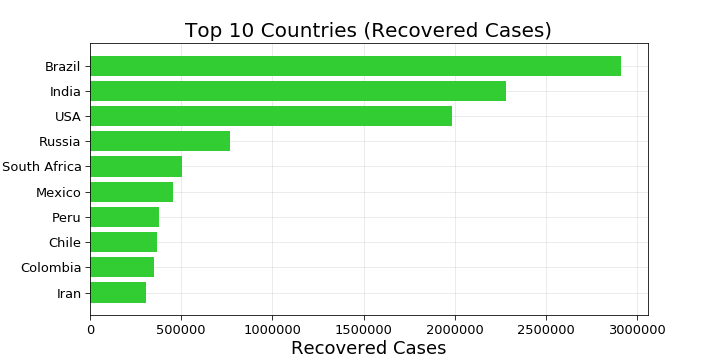 Top 10 Countries (Recovered Cases)
Brazil
India
USA
Russia
South Africa
Mexico
Peru
Chile
Colombia
Iran
0 500000 1000000 1500000 2000000 2500000 3000000
Recovered Cases